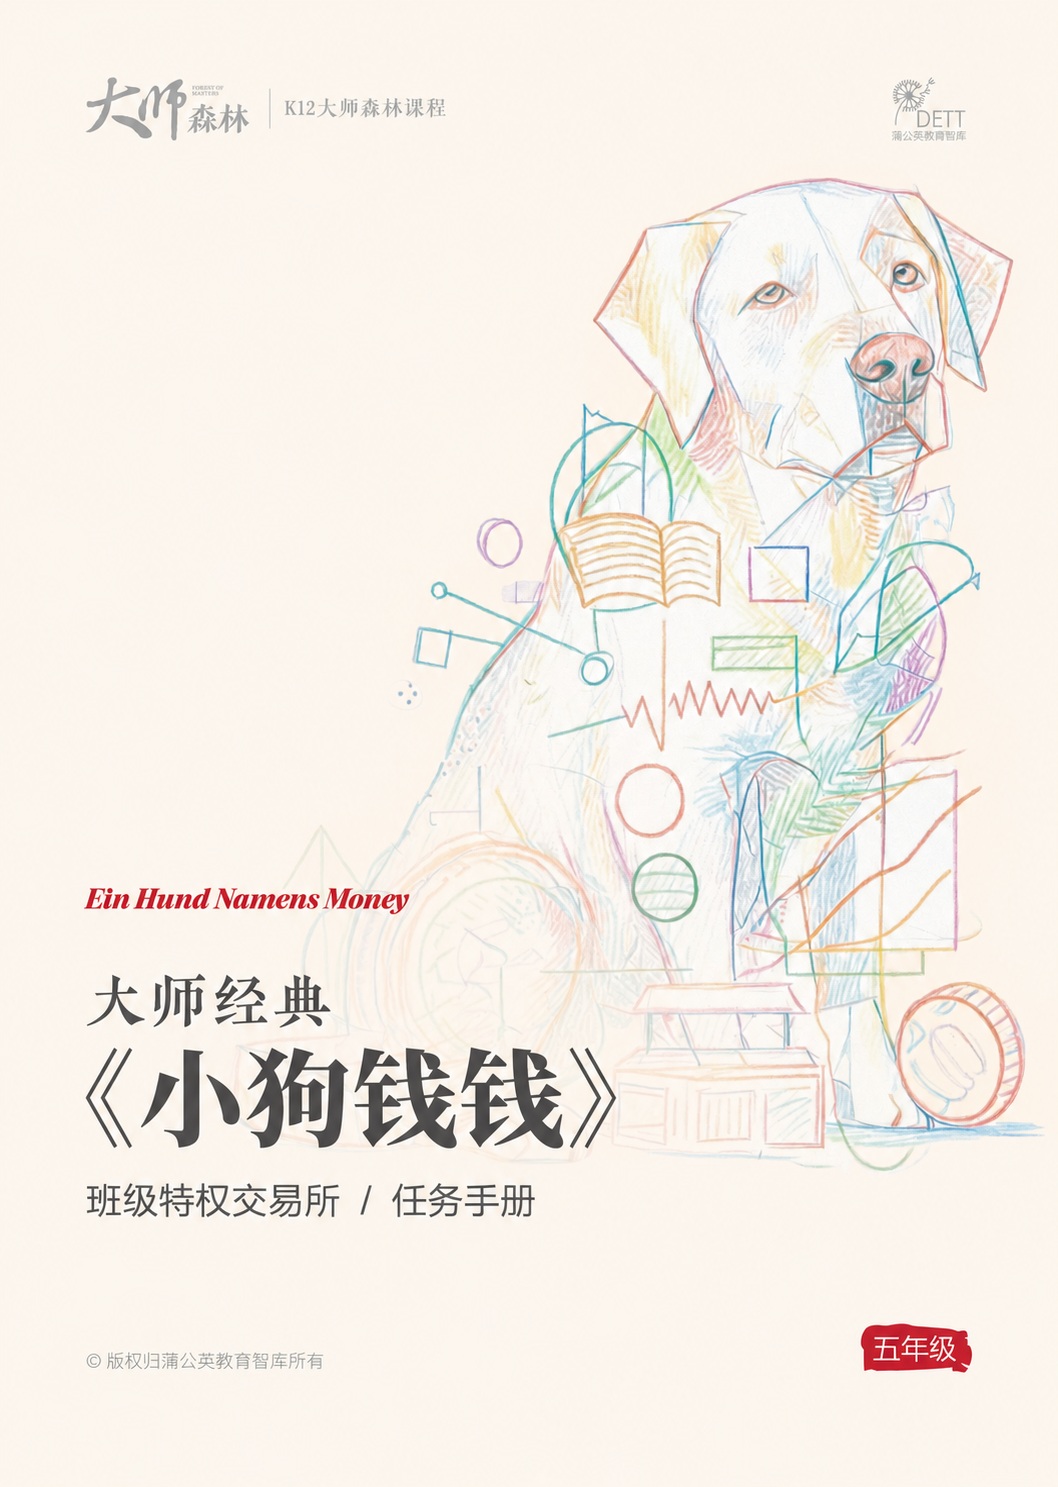 大师森林
FOREST OF
MASTERS
K12大师森林课程
DETT
蒲公英教育智库
Ein Hund Namens Money
大师经典
《小狗钱钱》
班级特权交易所 / 任务手册
© 版权归蒲公英教育智库所有
五年级